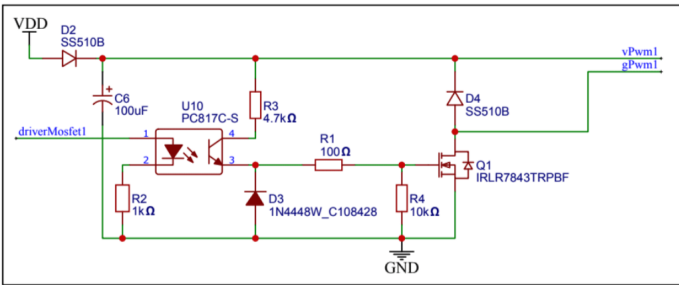 VDD
D2
SS510B
vPwm1
gPwm1
C6
100uF
U10
PC817C-S
R3
4.7kΩ
D4
SS510B
driverMosfet1
1
4
2
3
R1
100Ω
Q1
IRLR7843TRPBF
R2
1kΩ
D3
1N4448W_C108428
R4
10kΩ
GND